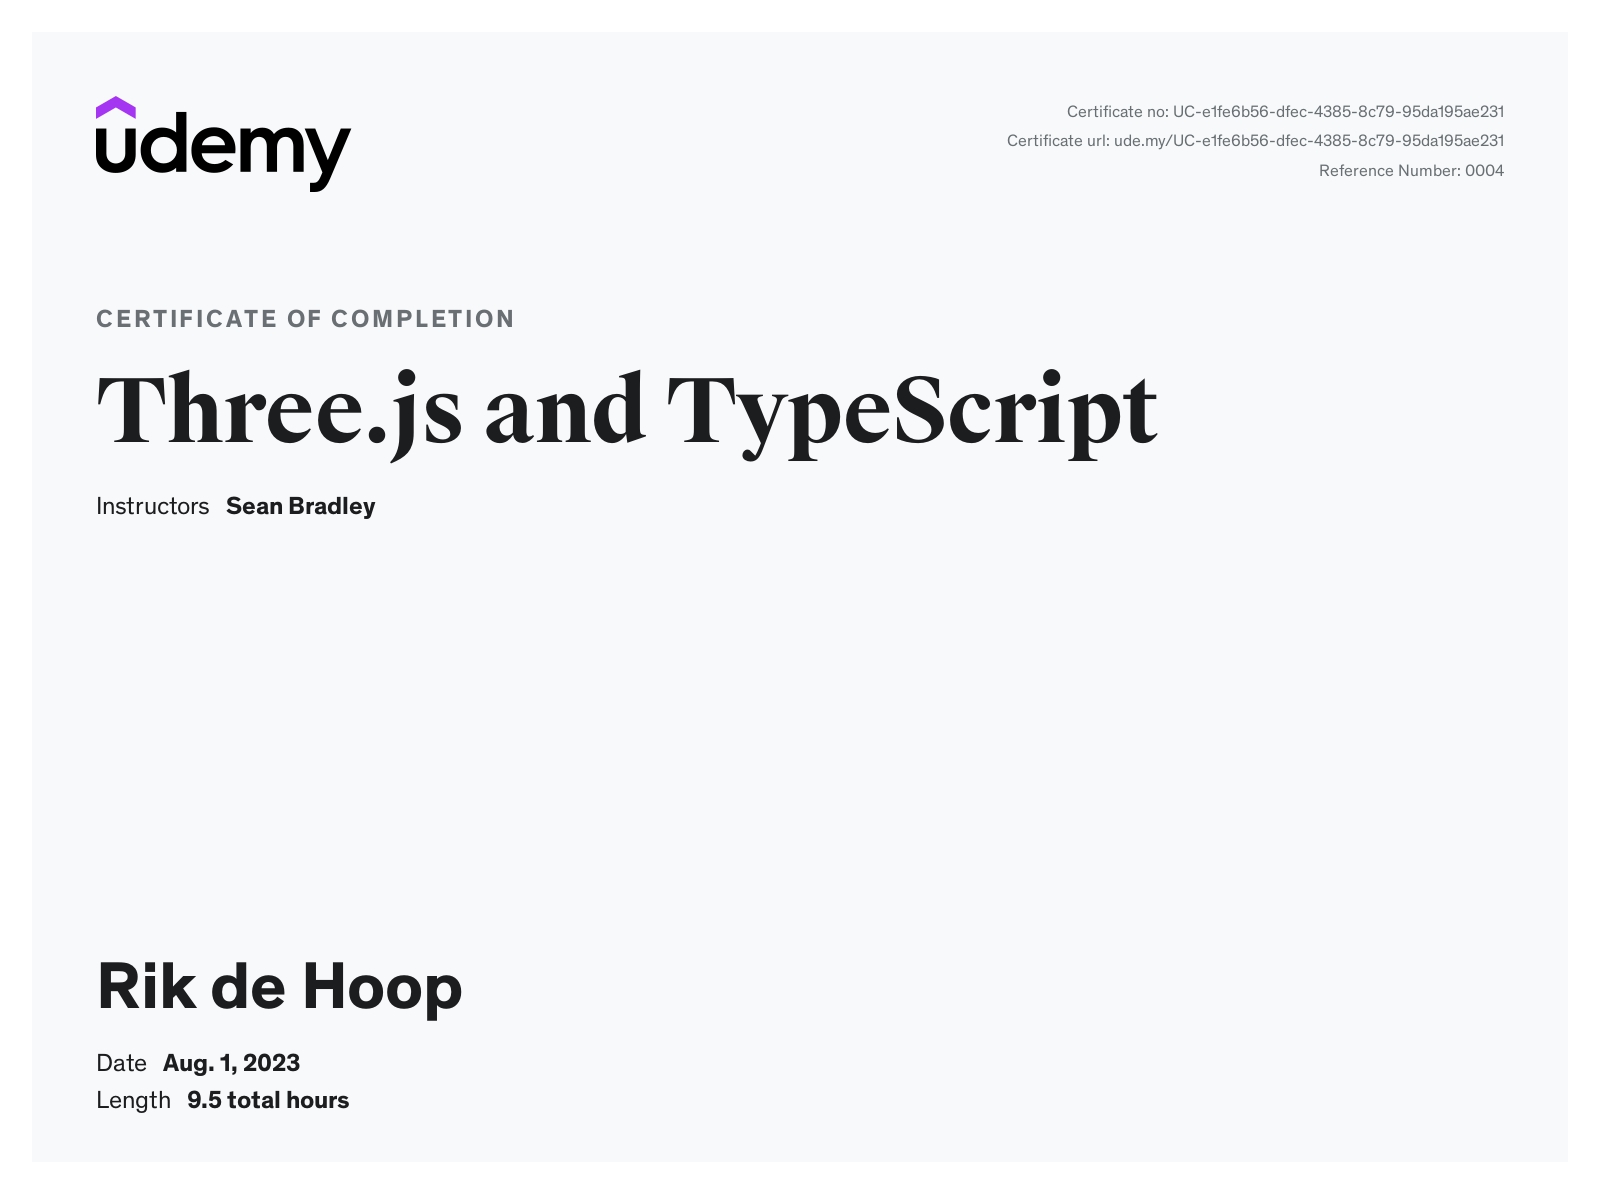 udemy
Certificate no: UC-e1fe6b56-dfec-4385-8c79-95da195ae231
Certificate url: ude.my/UC-e1fe6b56-dfec-4385-8c79-95da195ae231
Reference Number: 0004
CERTIFICATE OF COMPLETION
Three.js and TypeScript
Instructors Sean Bradley
Rik de Hoop
Date Aug. 1, 2023
Length 9.5 total hours